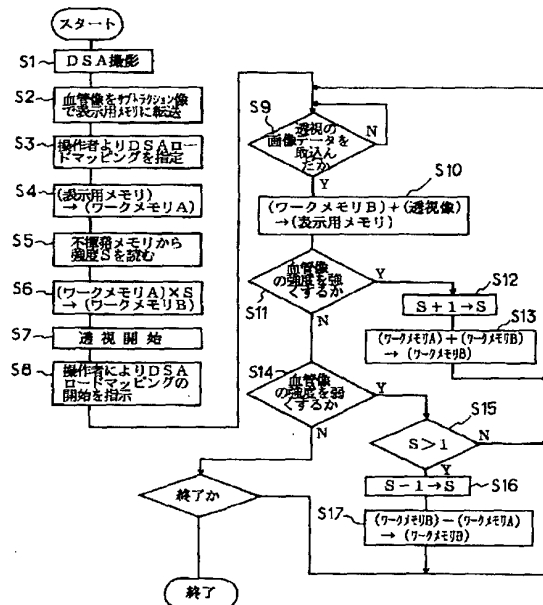 スタート
S1
DSA撮影
S2
血管像をサブトラクション像
で表示用メモリに転送
S3
操作者よりDSAロー
ドマッピングを指定
S4
(表示用メモリ)
→(ワークメモリA)
S5
不揮発メモリから
強度Sを読む
S6
(ワークメモリA)×S
→(ワークメモリB)
S7
透視開始
S8
操作者によりDSA
ロードマッピングの
開始を指示
S9
透視の
画像データを
取込ん
だか
N
Y
S10
(ワークメモリB)+(透視像)
→(表示用メモリ)
S11
血管像
の強度を強
くするか
Y
N
S12
S+1→S
S13
(ワークメモリA)+(ワークメモリB)
→(ワークメモリB)
S14
血管像
の強度を弱
くするか
Y
N
S15
S>1
N
Y
S16
S-1→S
S17
(ワークメモリB)-(ワークメモリA)
→(ワークメモリB)
終了か
終了